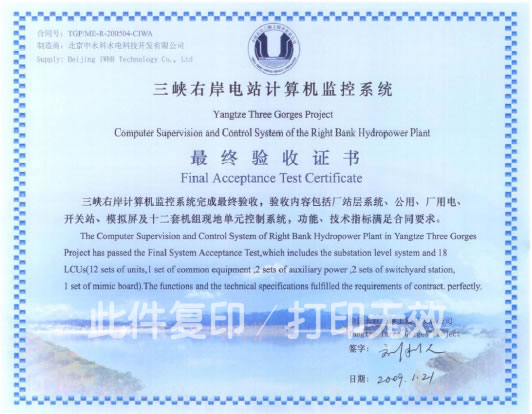 合同号: TGP/ME-R-200504-CIWA
制造商: 北京中水科水电科技开发有限公司
Supply: Beijing IWHR Technology Co., Ltd
三峡右岸电站计算机监控系统
Yangtze Three Gorges Project
Computer Supervision and Control System of the Right Bank Hydropower Plant
最终验收证书
Final Acceptance Test Certificate
三峡右岸计算机监控系统完成最终验收，验收内容包括厂站层系统、公用、厂用电、
开关站、模拟屏及十二套机组现地单元控制系统，功能、技术指标满足合同要求。
The Computer Supervision and Control System of Right Bank Hydropower Plant in Yangtze Three Gorges
Project has passed the Final System Acceptance Test,which includes the substation level system and 18
LCUs(12 sets of units,1 set of common equipment ,2 sets of auxiliary power ,2 sets of switchyard station,
1 set of mimic board).The functions and the technical specifications fulfilled the requirements of contract. perfectly.
此件复印/打印无效
签字:
日期: 2009.1.21